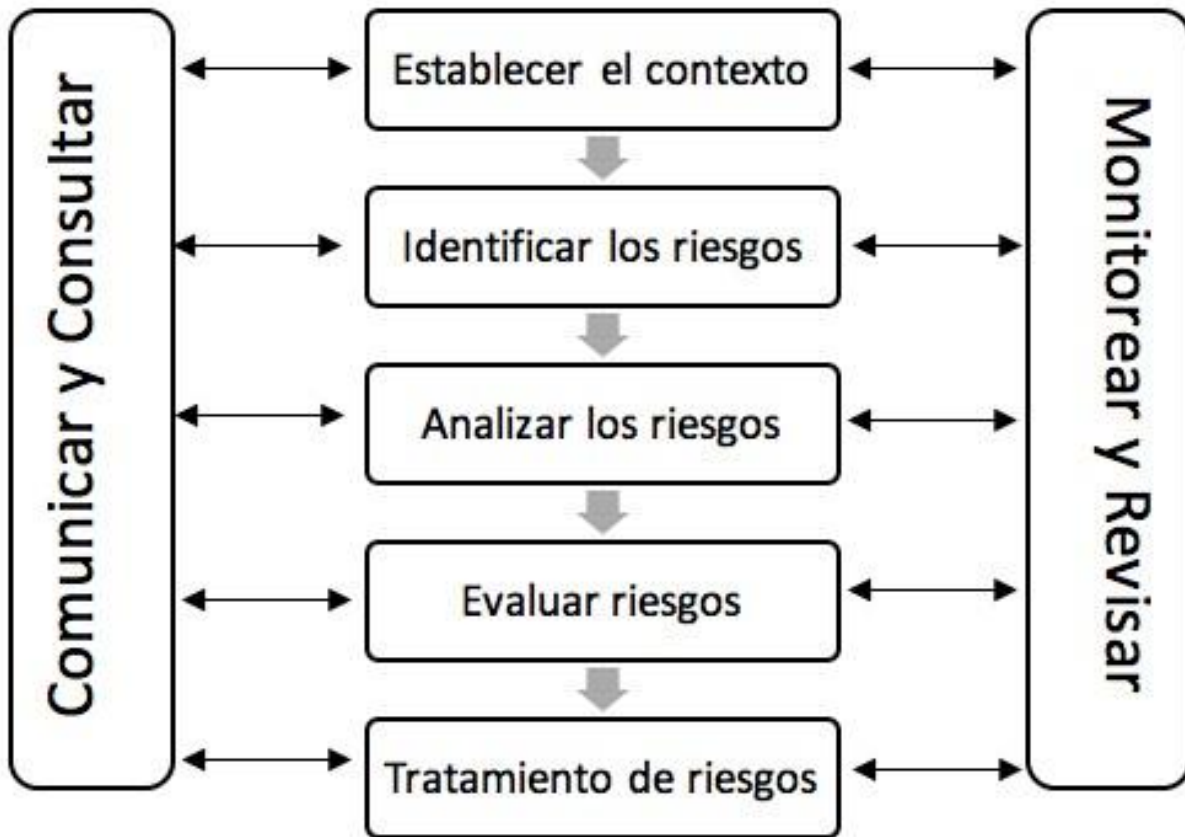 Comunicar y Consultar
Establecer el contexto
Identificar los riesgos
Analizar los riesgos
Evaluar riesgos
Tratamiento de riesgos
Monitorear y Revisar